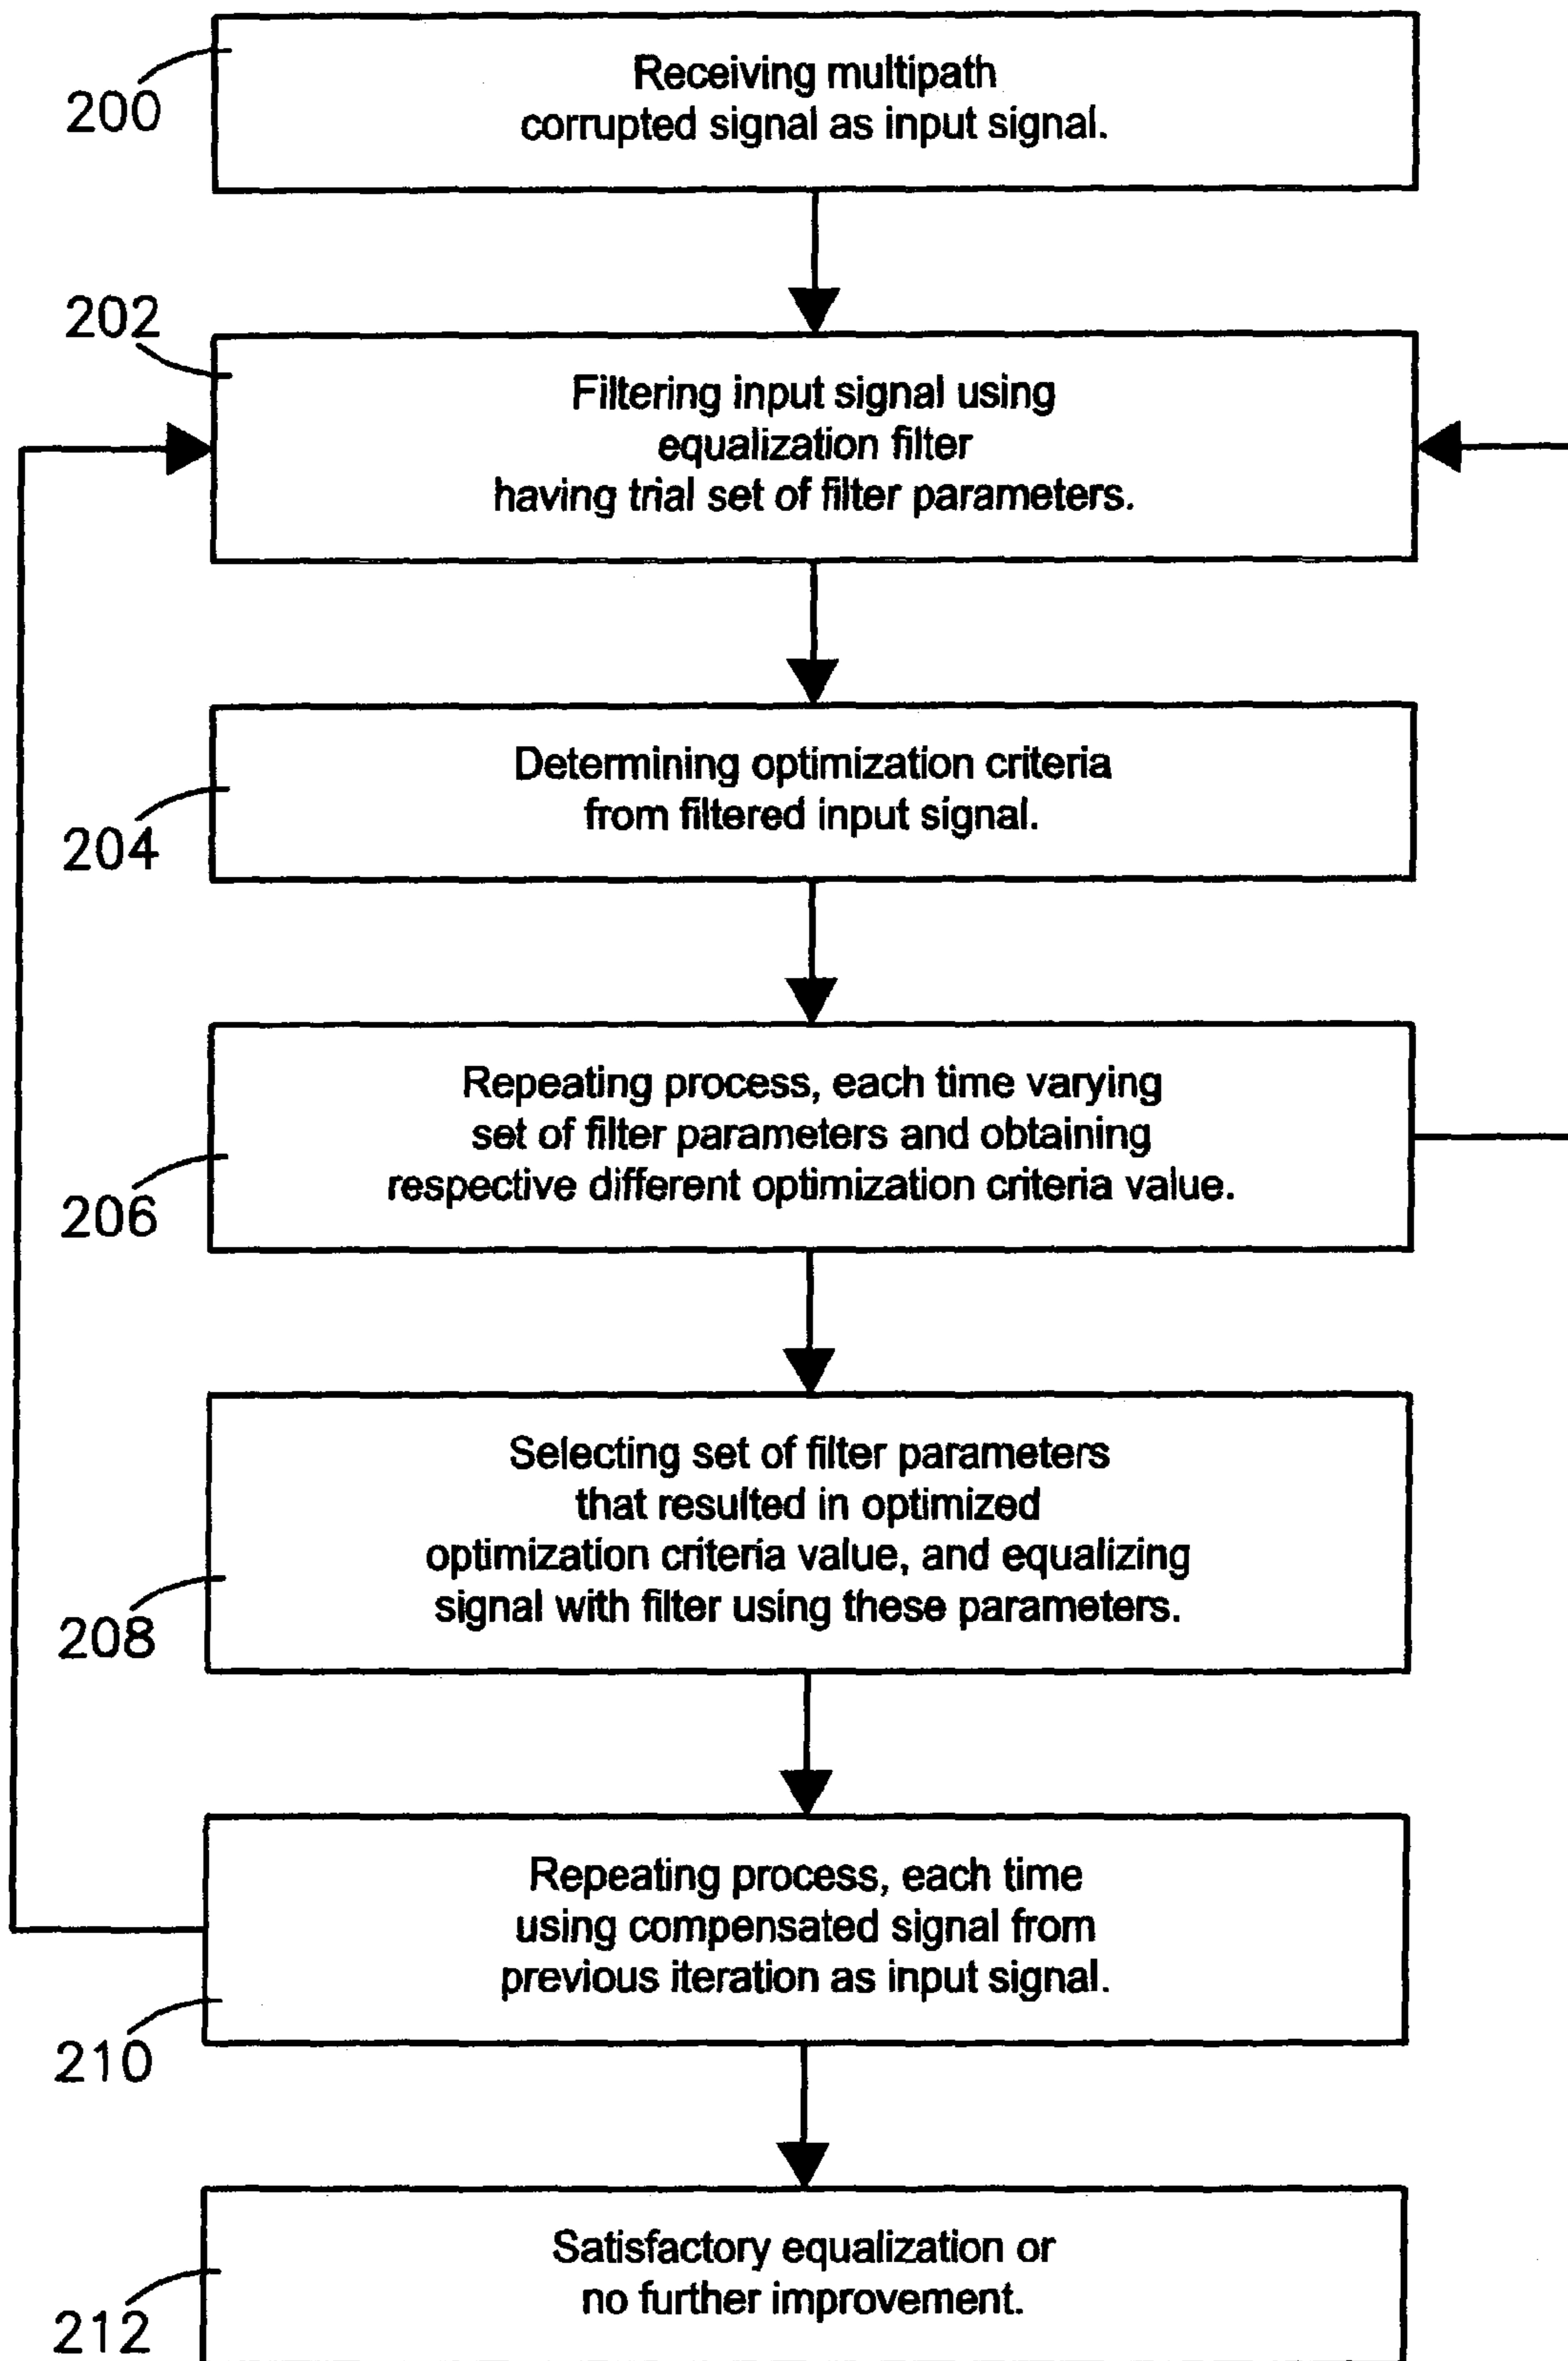 Receiving multipath
corrupted signal as input signal.
200
202
Filtering input signal using
equalization filter
having trial set of filter parameters.
Determining optimization criteria
from filtered input signal.
204
Repeating process, each time varying
set of filter parameters and obtaining
respective different optimization criteria value.
206
Selecting set of filter parameters
that resulted in optimized
optimization criteria value, and equalizing
signal with filter using these parameters.
208
Repeating process, each time
using compensated signal from
previous iteration as input signal.
210
Satisfactory equalization or
no further improvement.
212